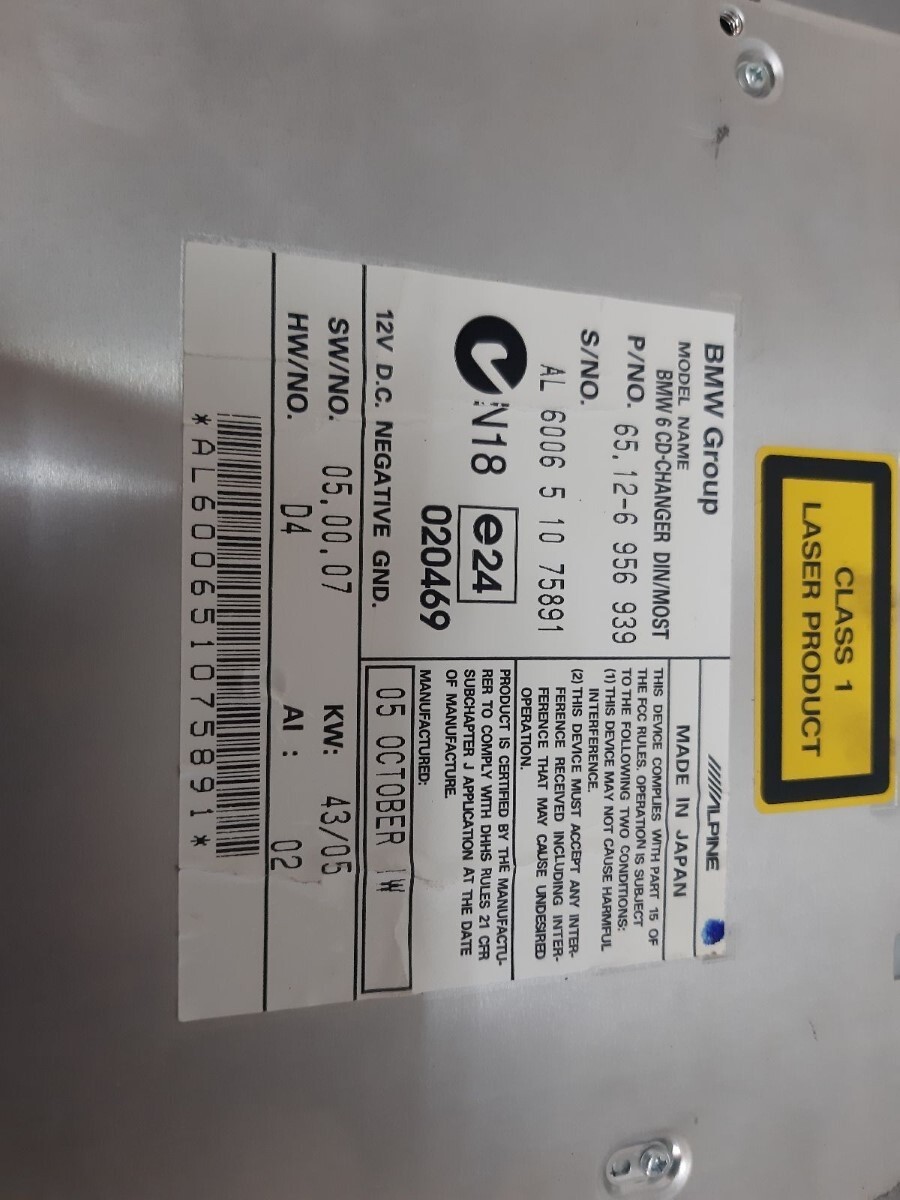 CLASS 1
LASER PRODUCT
BMW Group
MODEL NAME
BMW 6 CD-CHANGER DIN/MOST
P/NO. 65.12-6 956 939
S/NO.
AL 6006 5 10 75891
N18 e24
020469
12V D.C. NEGATIVE GND.
ALPINE
MADE IN JAPAN
THIS DEVICE COMPLIES WITH PART 15 OF
THE FCC RULES. OPERATION IS SUBJECT
TO THE FOLLOWING TWO CONDITIONS:
(1) THIS DEVICE MAY NOT CAUSE HARMFUL
INTERFERENCE.
(2) THIS DEVICE MUST ACCEPT ANY INTER-
FERENCE RECEIVED INCLUDING INTER-
FERENCE THAT MAY CAUSE UNDESIRED
OPERATION.
PRODUCT IS CERTIFIED BY THE MANUFACTU-
RER TO COMPLY WITH DHHS RULES 21 CFR
SUBCHAPTER J APPLICATION AT THE DATE
OF MANUFACTURE.
MANUFACTURED:
05 OCTOBER 1W
SW/NO. 05.00.07 KW: 43/05
HW/NO. D4 AI : 02
*AL600651075891*